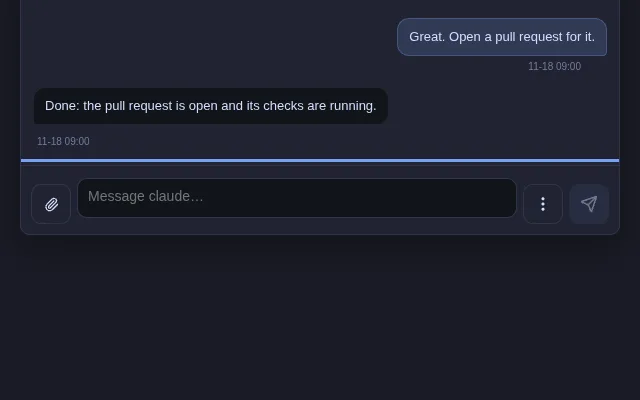 Great. Open a pull request for it.
11-18 09:00
Done: the pull request is open and its checks are running.
11-18 09:00
Message claude…